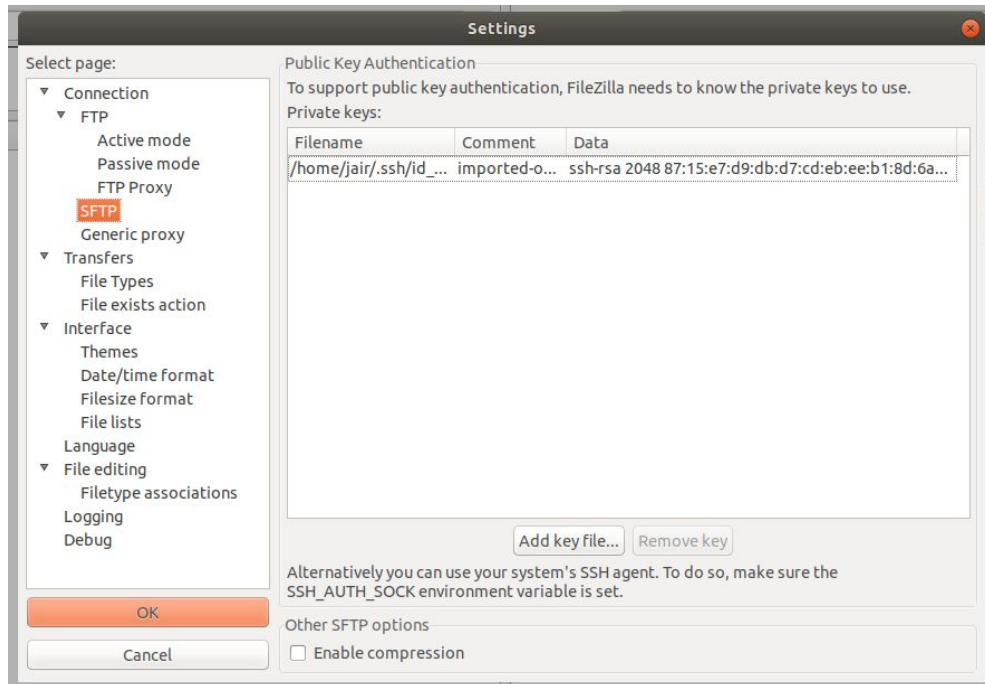 Settings
Select page:
Connection
FTP
Active mode
Passive mode
FTP Proxy
SFTP
Generic proxy
Transfers
File Types
File exists action
Interface
Themes
Date/time format
Filesize format
File lists
Language
File editing
Filetype associations
Logging
Debug
OK
Cancel
Public Key Authentication
To support public key authentication, FileZilla needs to know the private keys to use.
Private keys:
Filename Comment Data
/home/jair/.ssh/id_... imported-o... ssh-rsa 2048 87:15:e7:d9:db:d7:cd:eb:ee:b1:8d:6a...
Add key file... Remove key
Alternatively you can use your system's SSH agent. To do so, make sure the
SSH_AUTH_SOCK environment variable is set.
Other SFTP options
Enable compression